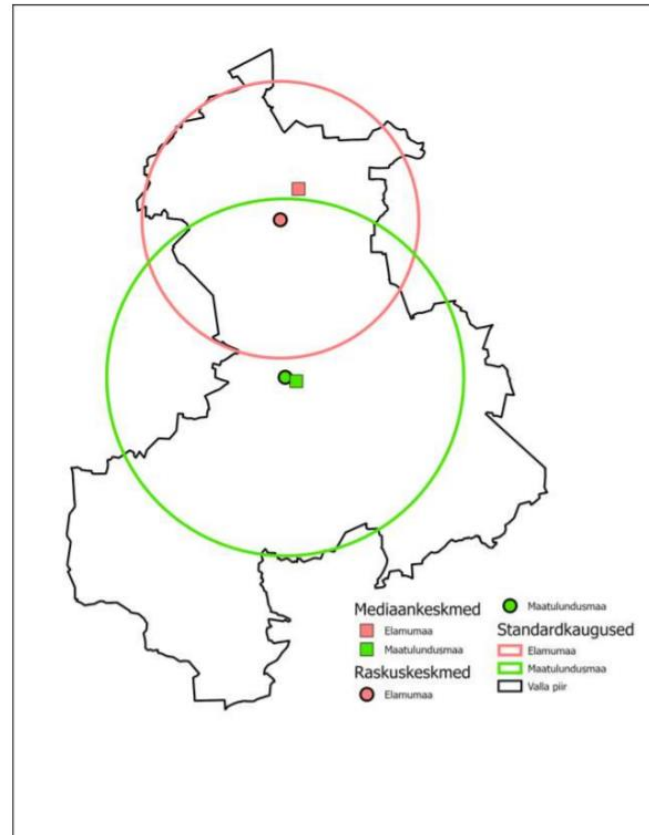 Mediaankeskmed
Elamumaa
Maatulundusmaa
Raskuskeskmed
Elamumaa
Maatulundusmaa
Standardkaugused
Elamumaa
Maatulundusmaa
Valla piir